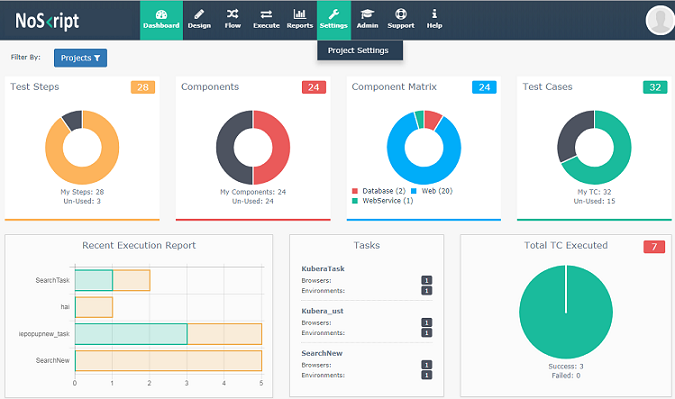 NoScript
Dashboard Design Flow Execute Reports Settings Admin Support Help
Project Settings
Filter By: Projects
Test Steps 28
Components 24
Component Matrix 24
Test Cases 32
My Steps: 28
Un-Used: 3
My Components: 24
Un-Used: 24
Database (2) Web (20)
WebService (1)
My TC: 32
Un-Used: 15
Recent Execution Report
SearchTask
hai
iepopupnew_task
SearchNew
0 1 2 3 4 5
Tasks
KuberaTask
Browsers: 1
Environments: 1
Kubera_ust
Browsers: 1
Environments: 1
SearchNew
Browsers: 1
Environments: 1
Total TC Executed 7
Success: 3
Failed: 0